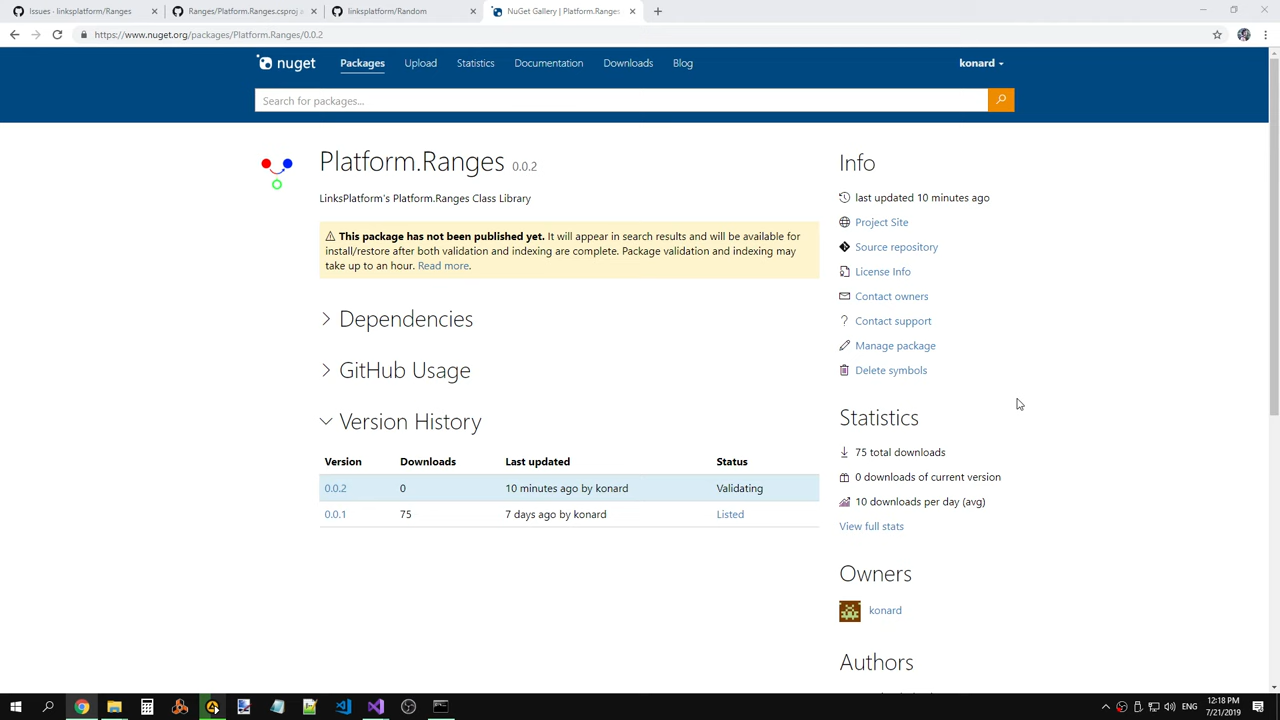 Issues · linksplatform/Ranges
Ranges/Platform.Ranges.csproj
linksplatform/Random
NuGet Gallery | Platform.Ranges
https://www.nuget.org/packages/Platform.Ranges/0.0.2
nuget
Packages
Upload
Statistics
Documentation
Downloads
Blog
konard
Search for packages...
Platform.Ranges 0.0.2
LinksPlatform's Platform.Ranges Class Library
This package has not been published yet. It will appear in search results and will be available for
install/restore after both validation and indexing are complete. Package validation and indexing may
take up to an hour. Read more.
Dependencies
GitHub Usage
Version History
Version Downloads Last updated Status
0.0.2 0 10 minutes ago by konard Validating
0.0.1 75 7 days ago by konard Listed
Info
last updated 10 minutes ago
Project Site
Source repository
License Info
Contact owners
Contact support
Manage package
Delete symbols
Statistics
75 total downloads
0 downloads of current version
10 downloads per day (avg)
View full stats
Owners
konard
Authors
ENG
12:18 PM
7/21/2019